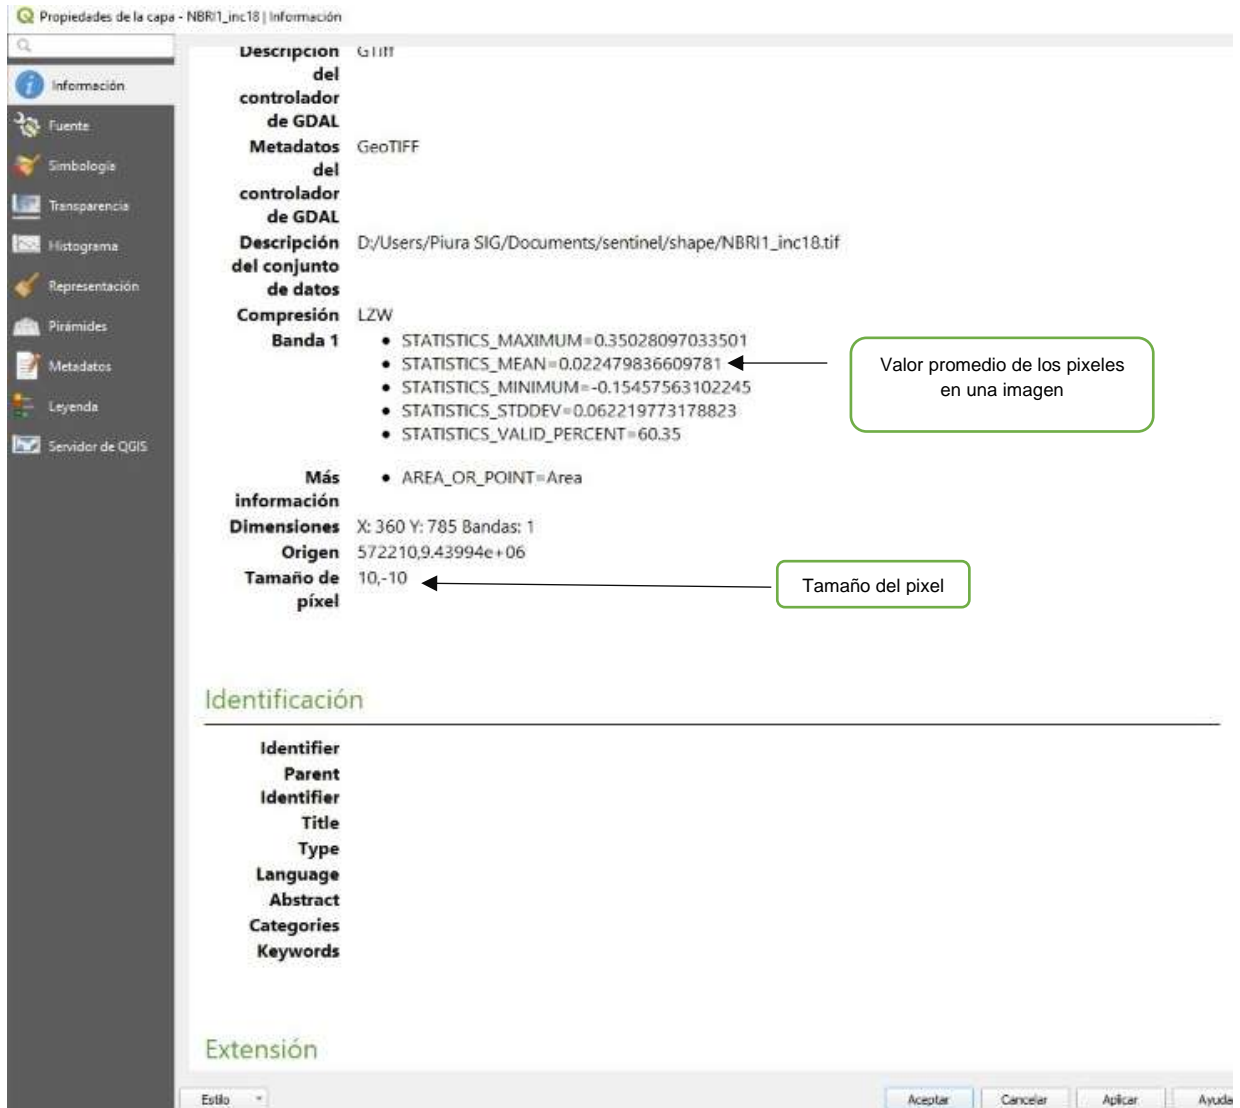 Propiedades de la capa - NBRI1_inc18 | Información
Información
Fuente
Simbología
Transparencia
Histograma
Representación
Pirámides
Metadatos
Leyenda
Servidor de QGIS
Descripción GTiff
del
controlador
de GDAL
Metadatos GeoTIFF
del
controlador
de GDAL
Descripción D:/Users/Piura SIG/Documents/sentinel/shape/NBRI1_inc18.tif
del conjunto
de datos
Compresión LZW
Banda 1 • STATISTICS_MAXIMUM=0.35028097033501
• STATISTICS_MEAN=0.022479836609781
• STATISTICS_MINIMUM=-0.15457563102245
• STATISTICS_STDDEV=0.062219773178823
• STATISTICS_VALID_PERCENT=60.35
Valor promedio de los pixeles
en una imagen
Más • AREA_OR_POINT=Area
información
Dimensiones X: 360 Y: 785 Bandas: 1
Origen 572210,9.43994e+06
Tamaño de 10,-10
píxel
Tamaño del pixel
Identificación
Identifier
Parent
Identifier
Title
Type
Language
Abstract
Categories
Keywords
Extensión
Estilo
Aceptar
Cancelar
Aplicar
Ayuda